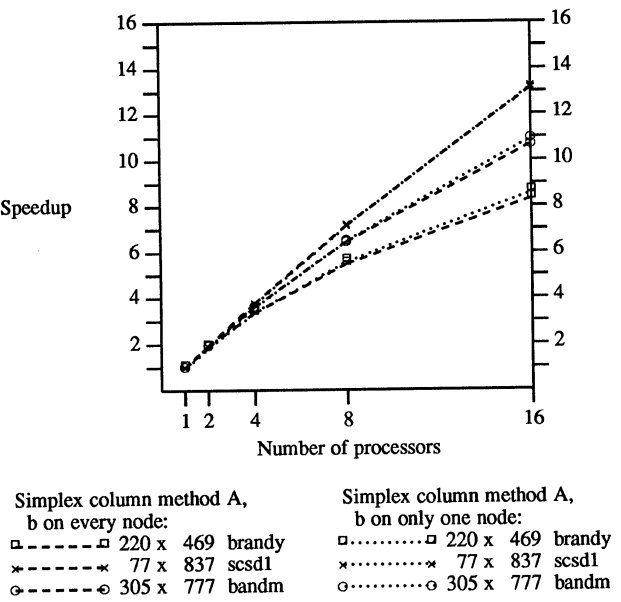 16
14
12
10
8
6
4
2
16
14
12
10
8
6
4
2
Speedup
1 2 4 8 16
Number of processors
Simplex column method A,
b on every node:
220 x 469 brandy
77 x 837 scsd1
305 x 777 bandm
Simplex column method A,
b on only one node:
220 x 469 brandy
77 x 837 scsd1
305 x 777 bandm